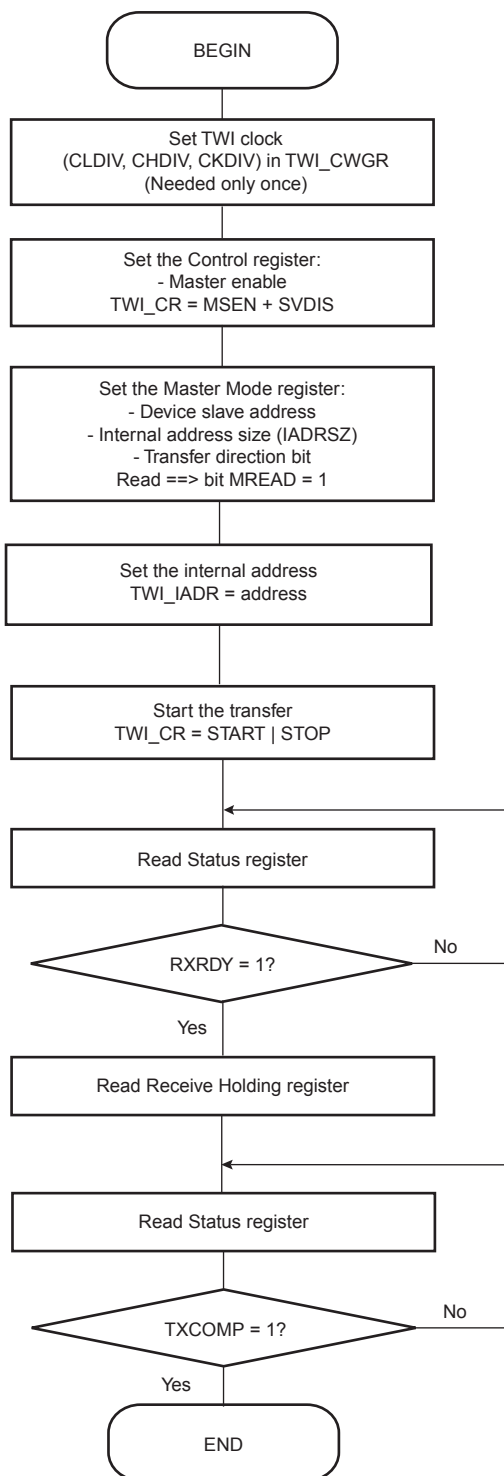 BEGIN
Set TWI clock
(CLDIV, CHDIV, CKDIV) in TWI_CWGR
(Needed only once)
Set the Control register:
- Master enable
TWI_CR = MSEN + SVDIS
Set the Master Mode register:
- Device slave address
- Internal address size (IADRSZ)
- Transfer direction bit
Read ==> bit MREAD = 1
Set the internal address
TWI_IADR = address
Start the transfer
TWI_CR = START | STOP
Read Status register
RXRDY = 1?
No
Yes
Read Receive Holding register
Read Status register
TXCOMP = 1?
No
Yes
END